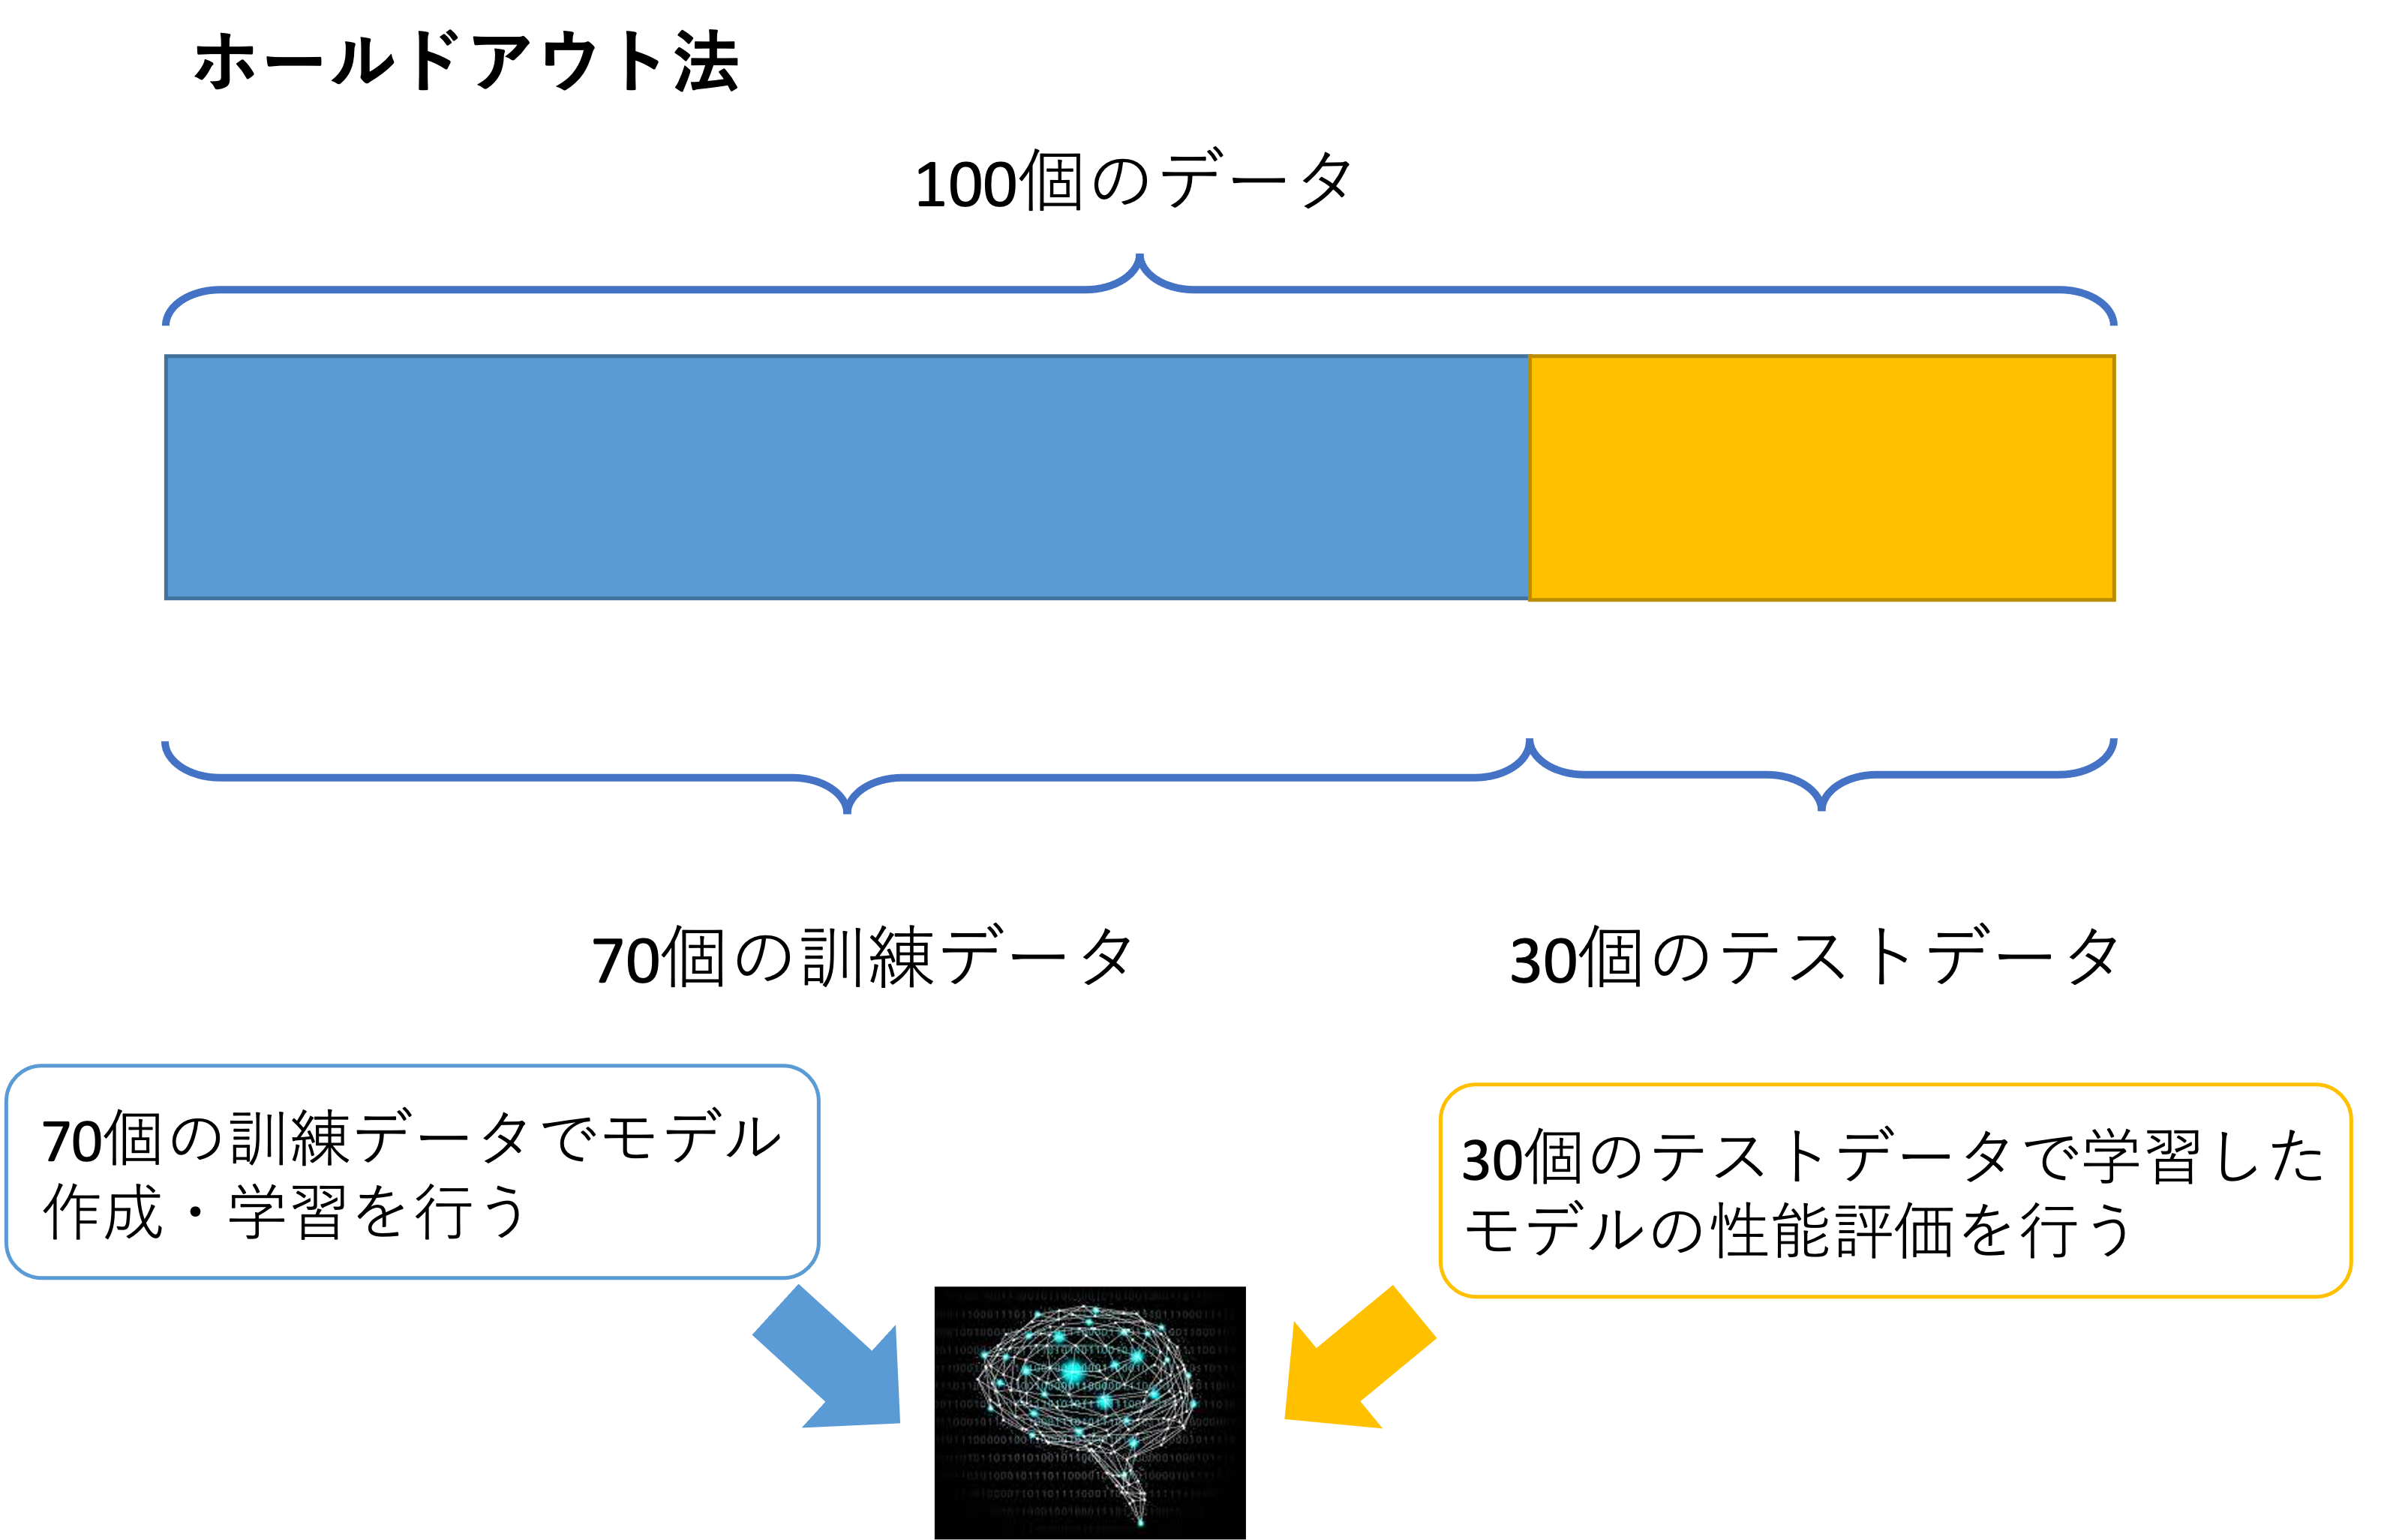 ホールドアウト法
100個のデータ
70個の訓練データ
30個のテストデータ
70個の訓練データでモデル
作成・学習を行う
30個のテストデータで学習した
モデルの性能評価を行う